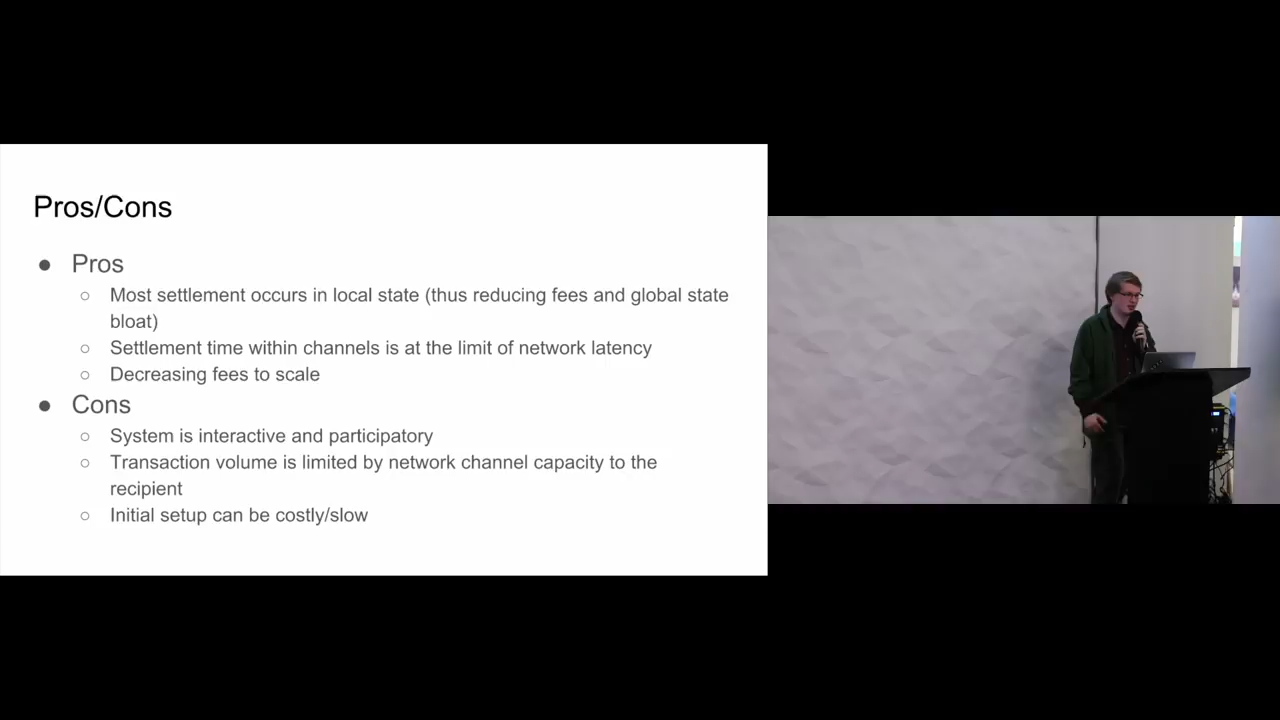 Pros/Cons
● Pros
○ Most settlement occurs in local state (thus reducing fees and global state
bloat)
○ Settlement time within channels is at the limit of network latency
○ Decreasing fees to scale
● Cons
○ System is interactive and participatory
○ Transaction volume is limited by network channel capacity to the
recipient
○ Initial setup can be costly/slow